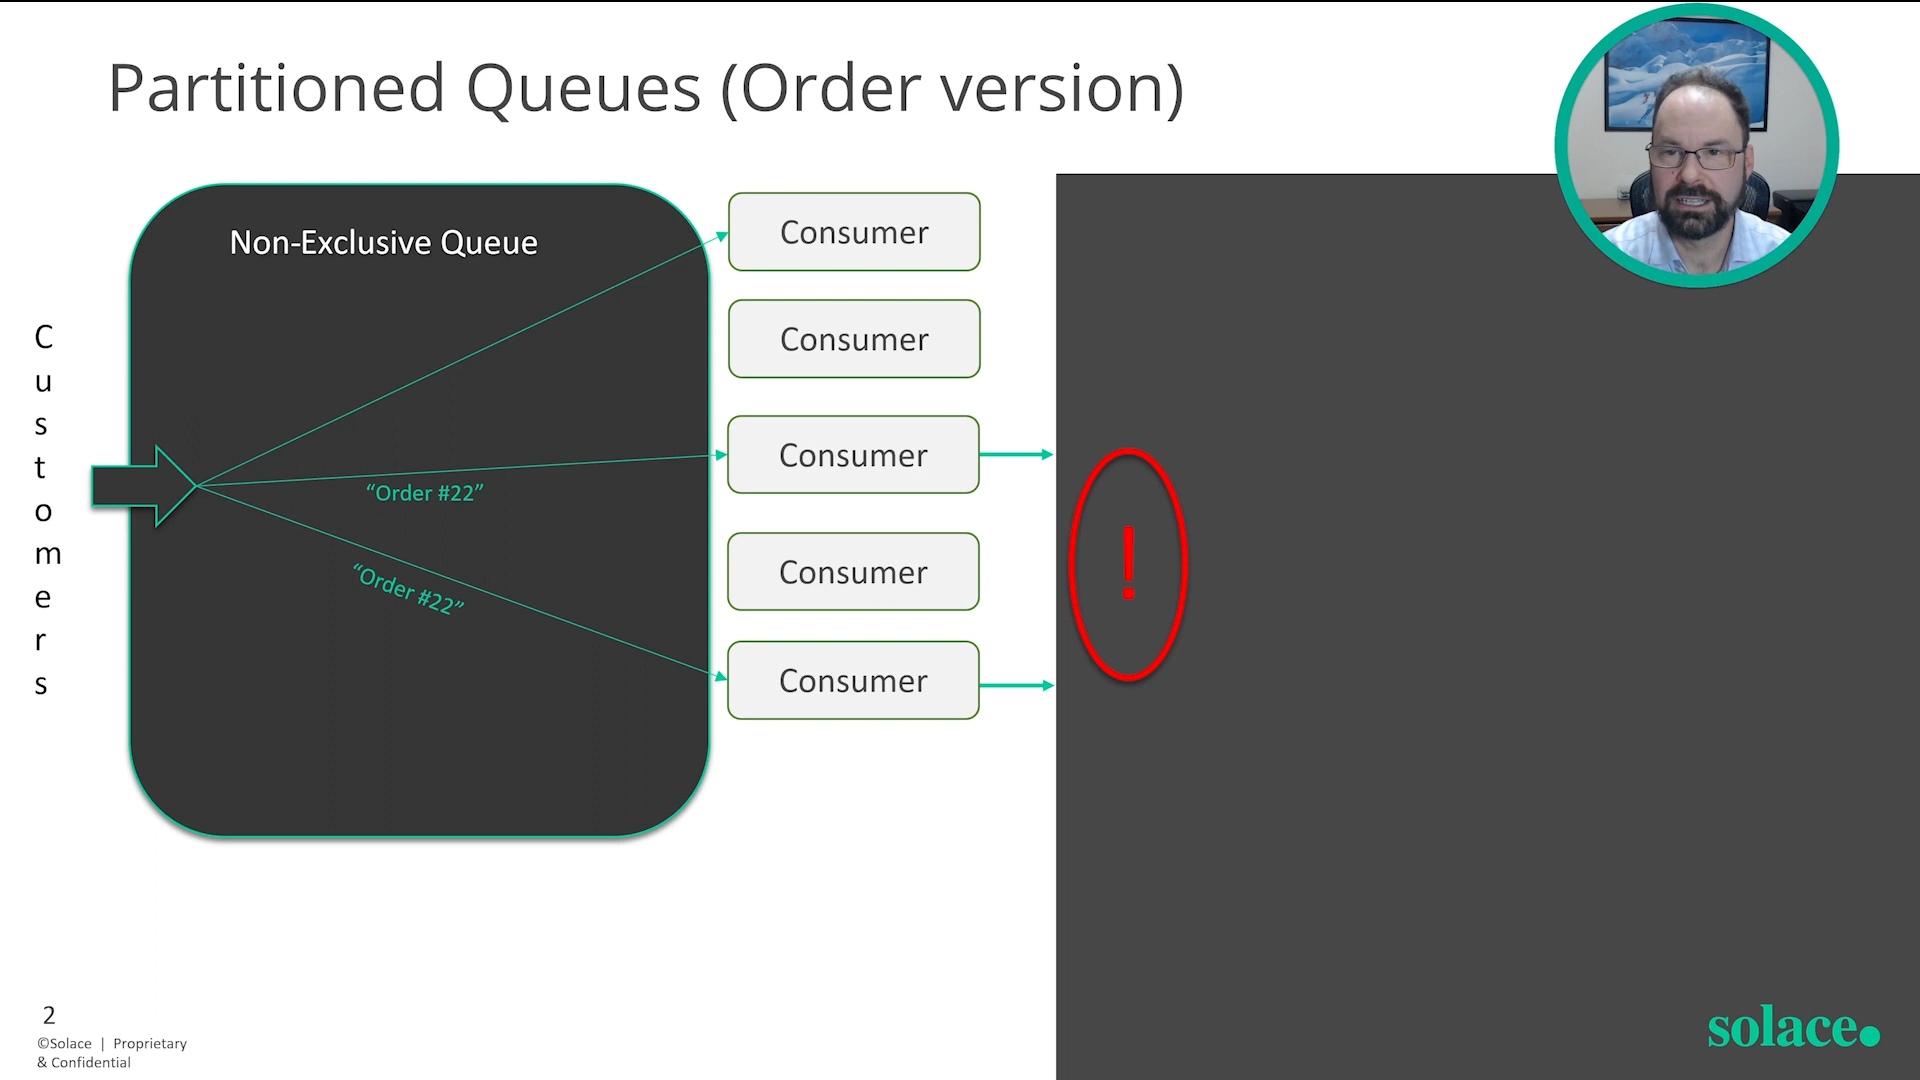 Partitioned Queues (Order version)
Non-Exclusive Queue
Customers
“Order #22”
“Order #22”
Consumer
Consumer
Consumer
Consumer
Consumer
!
2
©Solace | Proprietary
& Confidential
solace.